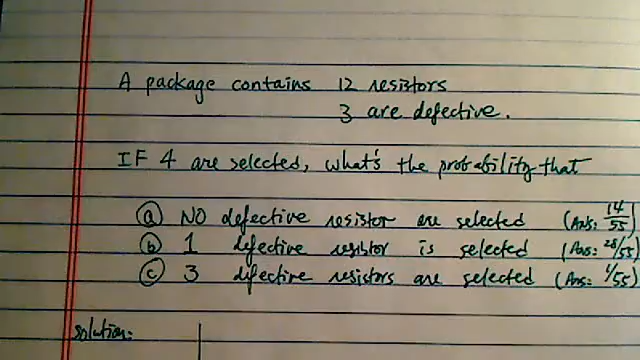 A package contains 12 resistors
3 are defective.
IF 4 are selected, what's the probability that
(a) NO defective resistor are selected (Ans: 14/55)
(b) 1 defective resistor is selected (Ans: 28/55)
(c) 3 difective resistors are selected (Ans: 1/55)
solution: